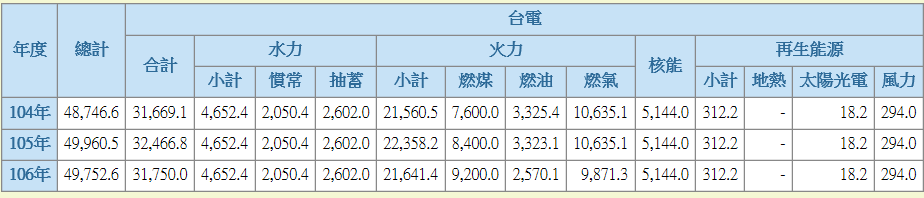 年度 總計 台電
合計 水力 火力 核能 再生能源
小計 慣常 抽蓄 小計 燃煤 燃油 燃氣 小計 地熱 太陽光電 風力
104年 48,746.6 31,669.1 4,652.4 2,050.4 2,602.0 21,560.5 7,600.0 3,325.4 10,635.1 5,144.0 312.2 - 18.2 294.0
105年 49,960.5 32,466.8 4,652.4 2,050.4 2,602.0 22,358.2 8,400.0 3,323.1 10,635.1 5,144.0 312.2 - 18.2 294.0
106年 49,752.6 31,750.0 4,652.4 2,050.4 2,602.0 21,641.4 9,200.0 2,570.1 9,871.3 5,144.0 312.2 - 18.2 294.0